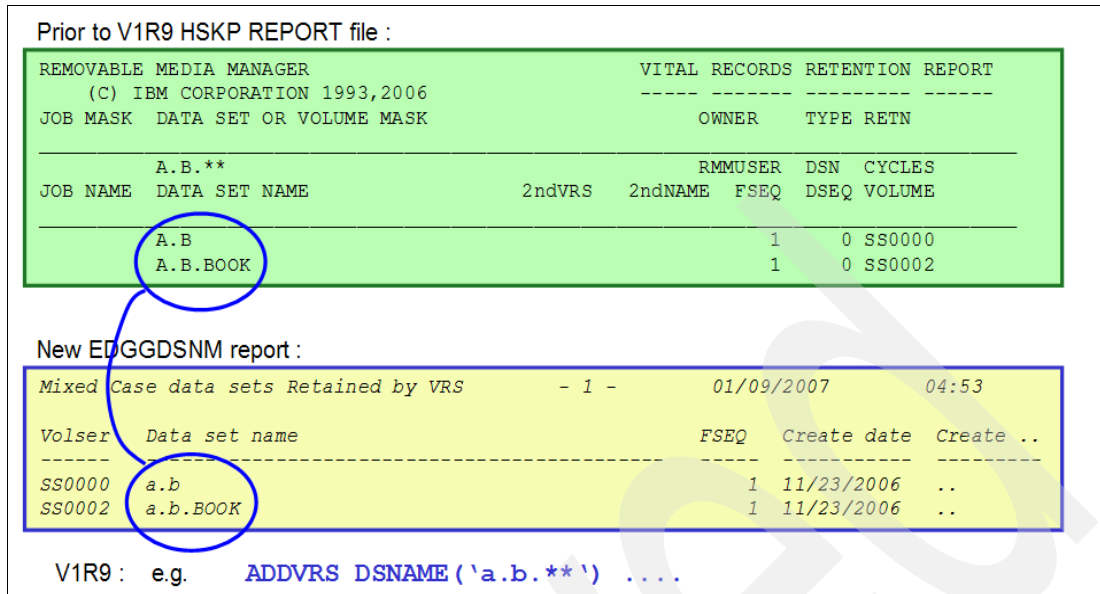 Prior to V1R9 HSKP REPORT file :
REMOVABLE MEDIA MANAGER VITAL RECORDS RETENTION REPORT
(C) IBM CORPORATION 1993,2006 ----- ------- --------- ------
JOB MASK DATA SET OR VOLUME MASK OWNER TYPE RETN
A.B.** RMMUSER DSN CYCLES
JOB NAME DATA SET NAME 2ndVRS 2ndNAME FSEQ DSEQ VOLUME
A.B 1 0 SS0000
A.B.BOOK 1 0 SS0002
New EDGGDSNM report :
Mixed Case data sets Retained by VRS - 1 - 01/09/2007 04:53
Volser Data set name FSEQ Create date Create ..
------ -------------------------------------------- ----- ----------- ---------
SS0000 a.b 1 11/23/2006 ..
SS0002 a.b.BOOK 1 11/23/2006 ..
V1R9 : e.g. ADDVRS DSNAME(‘a.b.**‘) ....